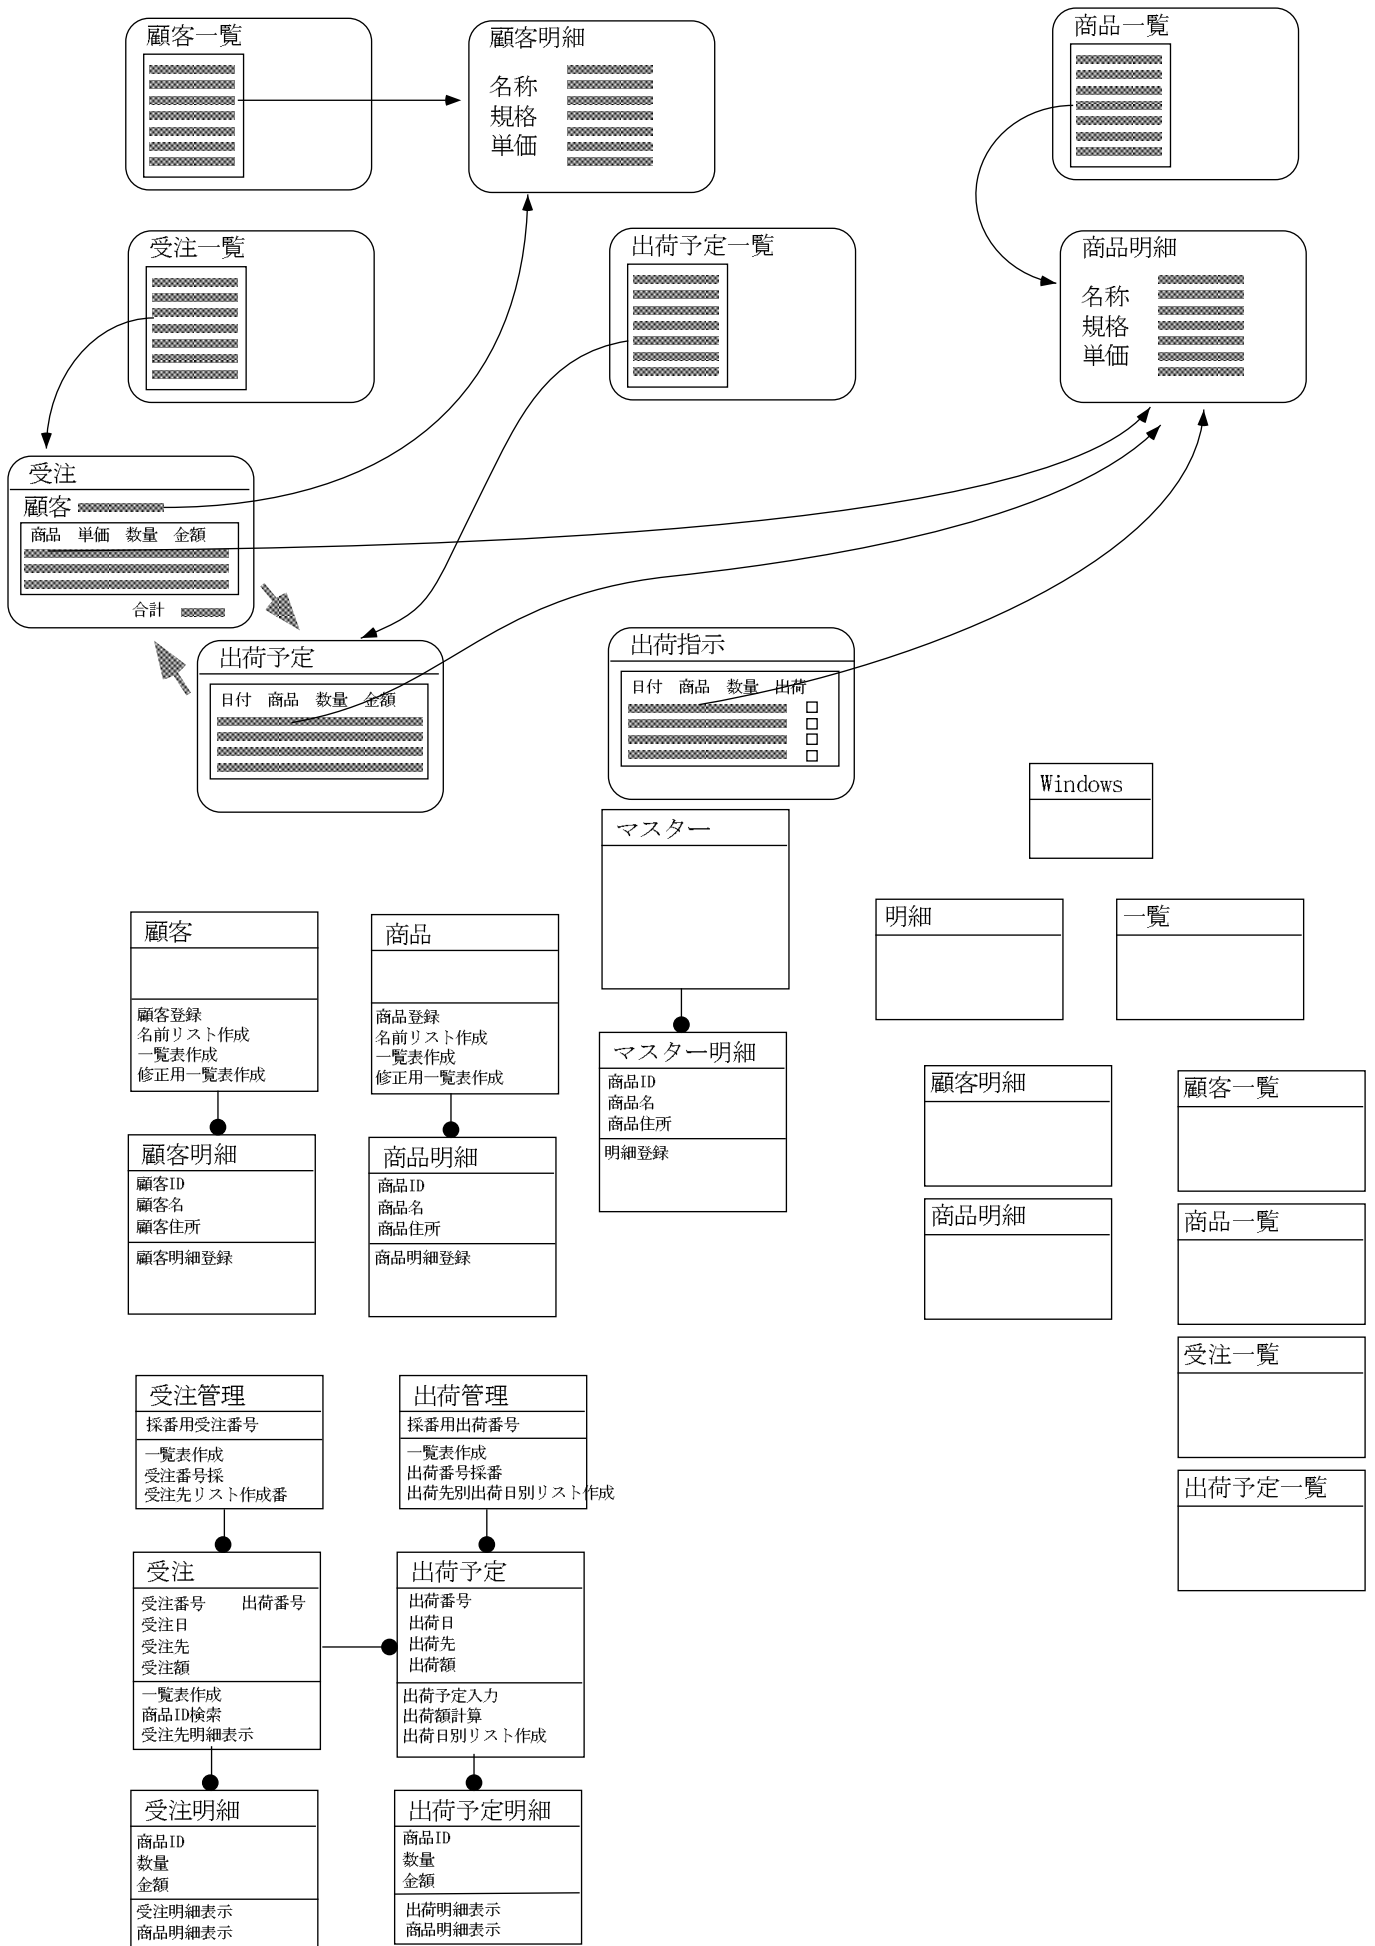 顧客一覧
顧客明細
名称
規格
単価
商品一覧
受注一覧
出荷予定一覧
商品明細
名称
規格
単価
受注
顧客
商品 単価 数量 金額
合計
出荷予定
日付 商品 数量 金額
出荷指示
日付 商品 数量 出荷
Windows
マスター
明細
一覧
顧客
顧客登録
名前リスト作成
一覧表作成
修正用一覧表作成
商品
商品登録
名前リスト作成
一覧表作成
修正用一覧表作成
マスター明細
商品ID
商品名
商品住所
明細登録
顧客明細
顧客ID
顧客名
顧客住所
顧客明細登録
商品明細
商品ID
商品名
商品住所
商品明細登録
顧客明細
商品明細
顧客一覧
商品一覧
受注一覧
出荷予定一覧
受注管理
採番用受注番号
一覧表作成
受注番号採
受注先リスト作成番
出荷管理
採番用出荷番号
一覧表作成
出荷番号採番
出荷先別出荷日別リスト作成
受注
受注番号 出荷番号
受注日
受注先
受注額
一覧表作成
商品ID検索
受注先明細表示
出荷予定
出荷番号
出荷日
出荷先
出荷額
出荷予定入力
出荷額計算
出荷日別リスト作成
受注明細
商品ID
数量
金額
受注明細表示
商品明細表示
出荷予定明細
商品ID
数量
金額
出荷明細表示
商品明細表示